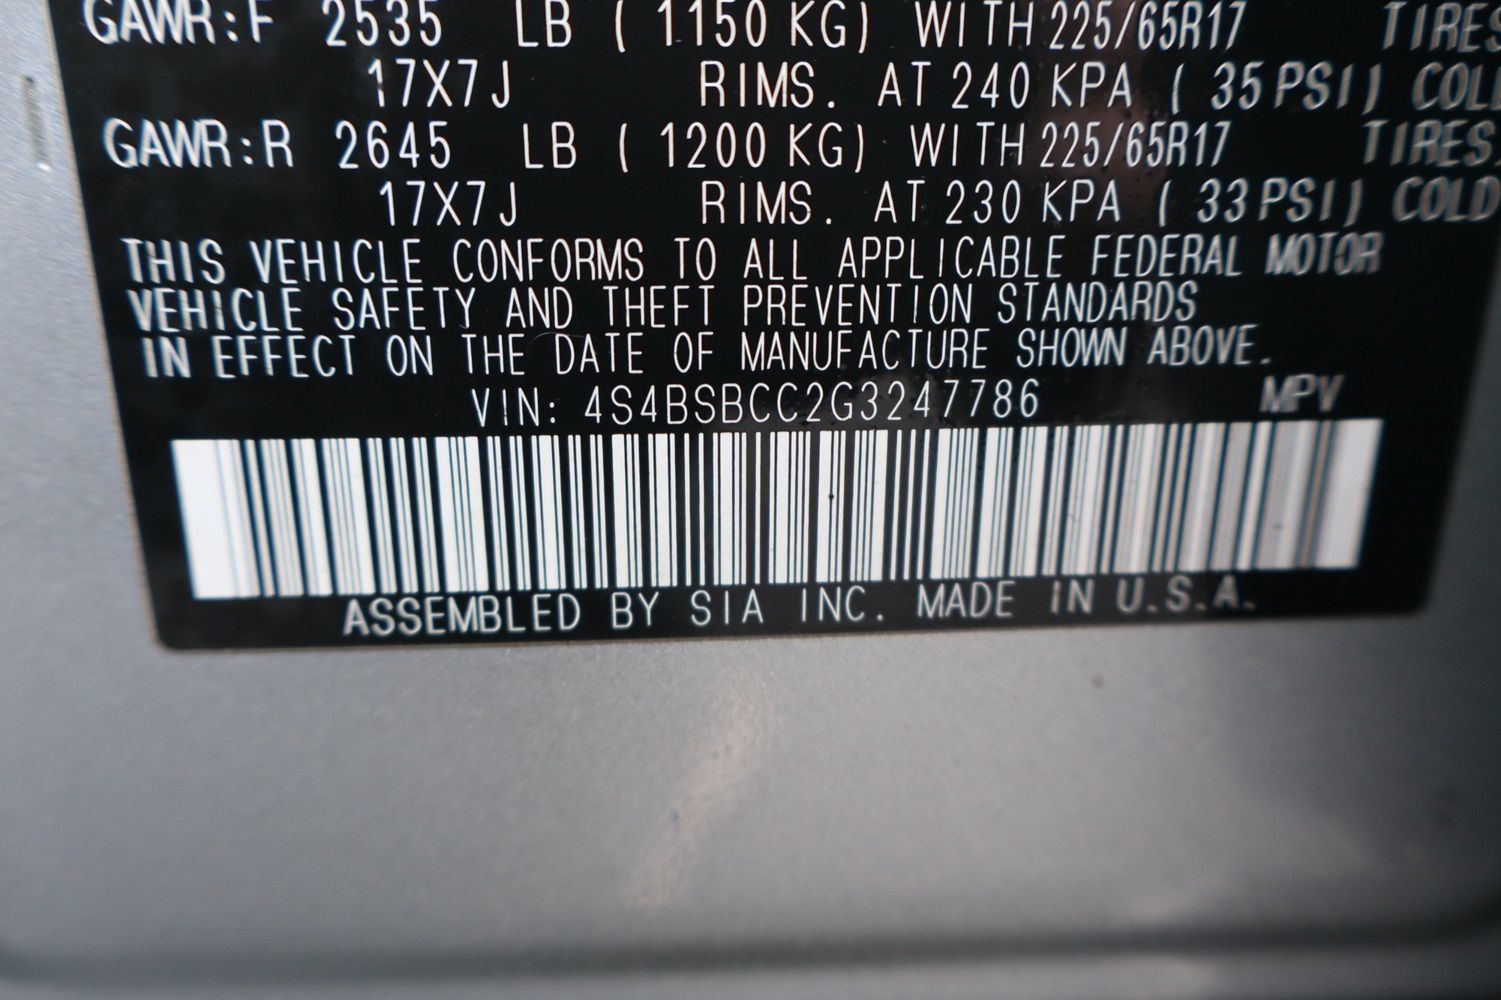 GAWR:F 2535 LB ( 1150 KG) WITH 225/65R17 TIRES
17X7J RIMS. AT 240 KPA ( 35 PSI) COLD
GAWR:R 2645 LB ( 1200 KG) WITH 225/65R17 TIRES.
17X7J RIMS. AT 230 KPA ( 33 PSI) COLD
THIS VEHICLE CONFORMS TO ALL APPLICABLE FEDERAL MOTOR
VEHICLE SAFETY AND THEFT PREVENTION STANDARDS
IN EFFECT ON THE DATE OF MANUFACTURE SHOWN ABOVE.
VIN: 4S4BSBCC2G3247786 MPV
ASSEMBLED BY SIA INC. MADE IN U.S.A.